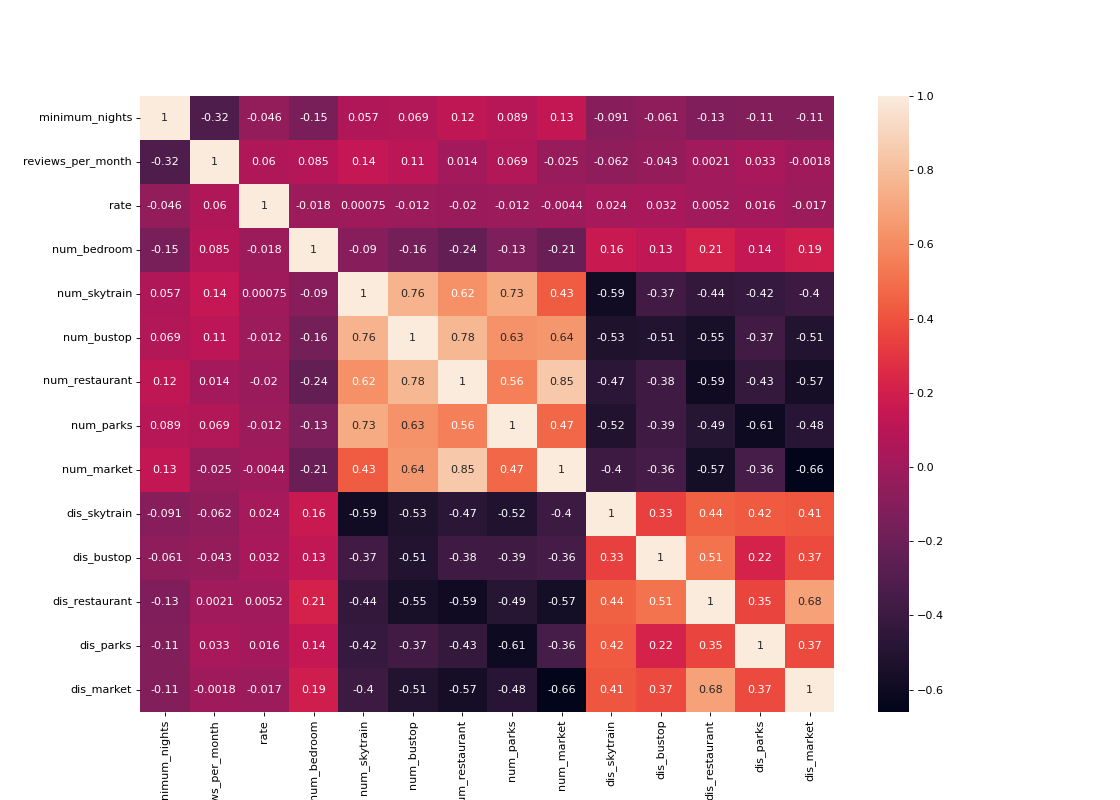 minimum_nights 1 -0.32 -0.046 -0.15 0.057 0.069 0.12 0.089 0.13 -0.091 -0.061 -0.13 -0.11 -0.11
reviews_per_month -0.32 1 0.06 0.085 0.14 0.11 0.014 0.069 -0.025 -0.062 -0.043 0.0021 0.033 -0.0018
rate -0.046 0.06 1 -0.018 0.00075 -0.012 -0.02 -0.012 -0.0044 0.024 0.032 0.0052 0.016 -0.017
num_bedroom -0.15 0.085 -0.018 1 -0.09 -0.16 -0.24 -0.13 -0.21 0.16 0.13 0.21 0.14 0.19
num_skytrain 0.057 0.14 0.00075 -0.09 1 0.76 0.62 0.73 0.43 -0.59 -0.37 -0.44 -0.42 -0.4
num_bustop 0.069 0.11 -0.012 -0.16 0.76 1 0.78 0.63 0.64 -0.53 -0.51 -0.55 -0.37 -0.51
num_restaurant 0.12 0.014 -0.02 -0.24 0.62 0.78 1 0.56 0.85 -0.47 -0.38 -0.59 -0.43 -0.57
num_parks 0.089 0.069 -0.012 -0.13 0.73 0.63 0.56 1 0.47 -0.52 -0.39 -0.49 -0.61 -0.48
num_market 0.13 -0.025 -0.0044 -0.21 0.43 0.64 0.85 0.47 1 -0.4 -0.36 -0.57 -0.36 -0.66
dis_skytrain -0.091 -0.062 0.024 0.16 -0.59 -0.53 -0.47 -0.52 -0.4 1 0.33 0.44 0.42 0.41
dis_bustop -0.061 -0.043 0.032 0.13 -0.37 -0.51 -0.38 -0.39 -0.36 0.33 1 0.51 0.22 0.37
dis_restaurant -0.13 0.0021 0.0052 0.21 -0.44 -0.55 -0.59 -0.49 -0.57 0.44 0.51 1 0.35 0.68
dis_parks -0.11 0.033 0.016 0.14 -0.42 -0.37 -0.43 -0.61 -0.36 0.42 0.22 0.35 1 0.37
dis_market -0.11 -0.0018 -0.017 0.19 -0.4 -0.51 -0.57 -0.48 -0.66 0.41 0.37 0.68 0.37 1
nimum_nights
ws_per_month
rate
num_bedroom
num_skytrain
num_bustop
um_restaurant
num_parks
num_market
dis_skytrain
dis_bustop
dis_restaurant
dis_parks
dis_market
1.0
0.8
0.6
0.4
0.2
0.0
−0.2
−0.4
−0.6